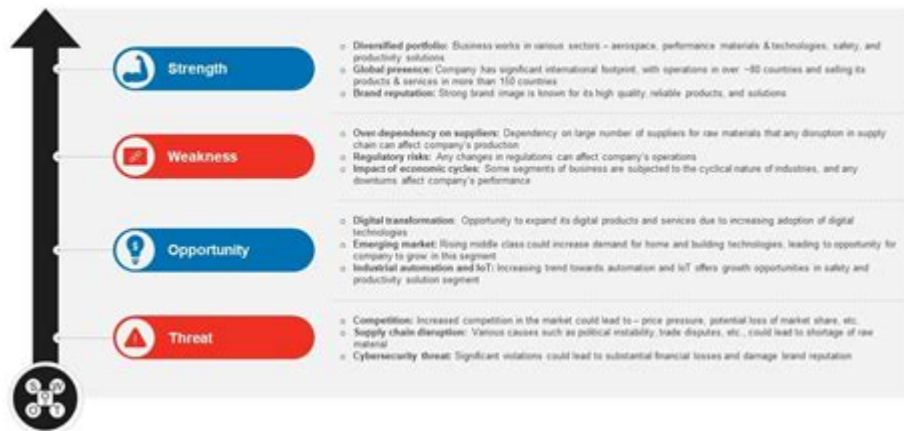 Strength
o Diversified portfolio: Business works in various sectors – aerospace, performance materials & technologies, safety, and
productivity solutions
o Global presence: Company has significant international footprint, with operations in over ~80 countries and selling its
products & services in more than 150 countries
o Brand reputation: Strong brand image is known for its high quality, reliable products, and solutions
Weakness
o Over-dependency on suppliers: Dependency on large number of suppliers for raw materials that any disruption in supply
chain can affect company's production
o Regulatory risks: Any changes in regulations can affect company's operations
o Impact of economic cycles: Some segments of business are subjected to the cyclical nature of industries, and any
downturns affect company's performance
Opportunity
o Digital transformation: Opportunity to expand its digital products and services due to increasing adoption of digital
technologies
o Emerging market: Rising middle class could increase demand for home and building technologies, leading to opportunity for
company to grow in this segment
o Industrial automation and IoT: Increasing trend towards automation and IoT offers growth opportunities in safety and
productivity solution segment
Threat
o Competition: Increased competition in the market could lead to – price pressure, potential loss of market share, etc.
o Supply chain disruption: Various causes such as political instability, trade disputes, etc., could lead to shortage of raw
material
o Cybersecurity threat: Significant violations could lead to substantial financial losses and damage brand reputation
S W
O T